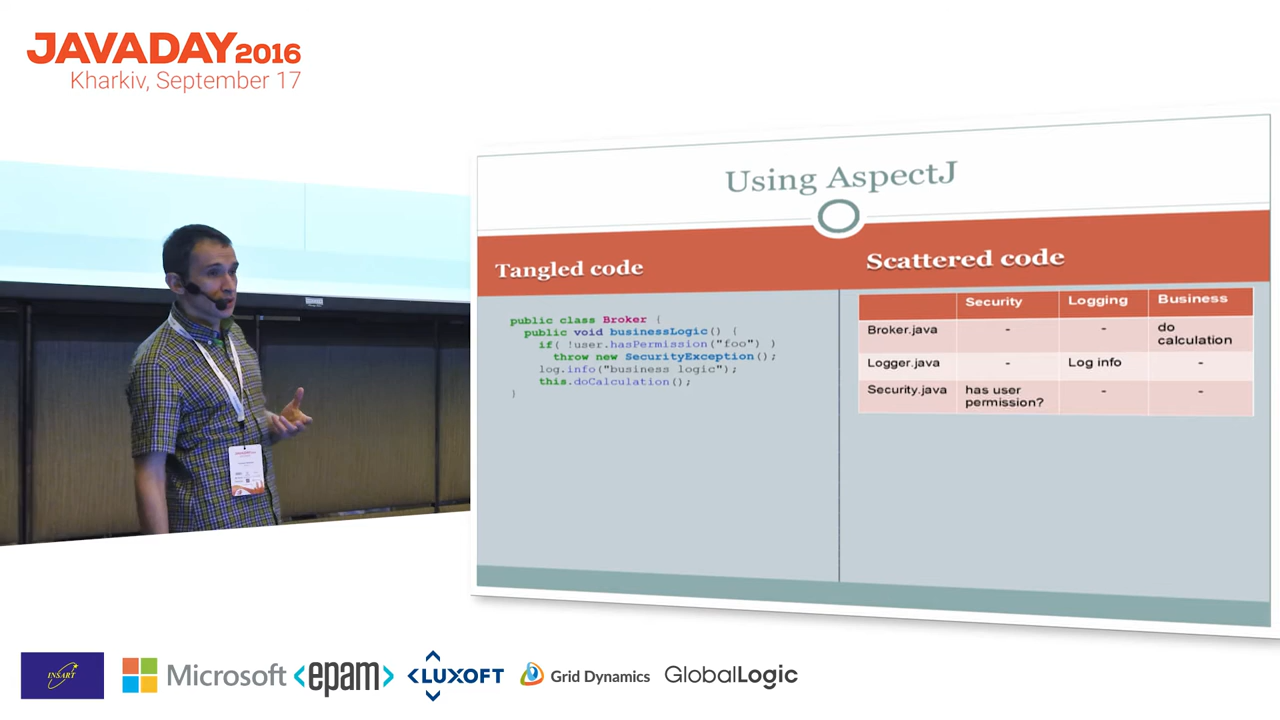 JAVADAY2016
Kharkiv, September 17
Using AspectJ
Tangled code
public class Broker {
public void businessLogic() {
if( !user.hasPermission("foo") )
throw new SecurityException();
log.info("business logic");
this.doCalculation();
}
Scattered code
Security Logging Business
Broker.java - - do calculation
Logger.java - Log info -
Security.java has user permission? - -
INSART
Microsoft
<epam>
<LUXOFT
Grid Dynamics
GlobalLogic